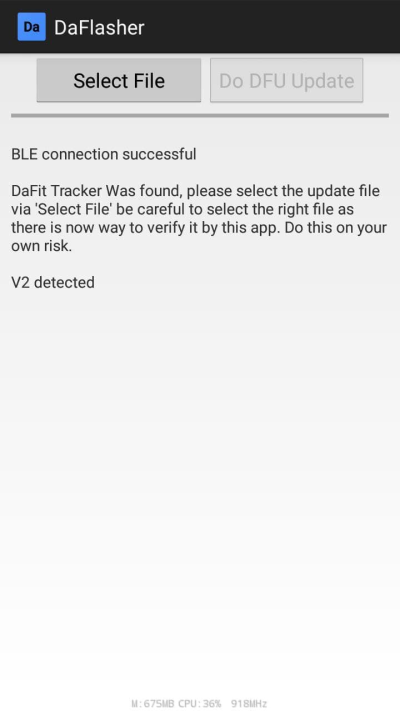 Da DaFlasher
Select File Do DFU Update
BLE connection successful
DaFit Tracker Was found, please select the update file
via 'Select File' be careful to select the right file as
there is now way to verify it by this app. Do this on your
own risk.
V2 detected
M:675MB CPU:36% 918MHz